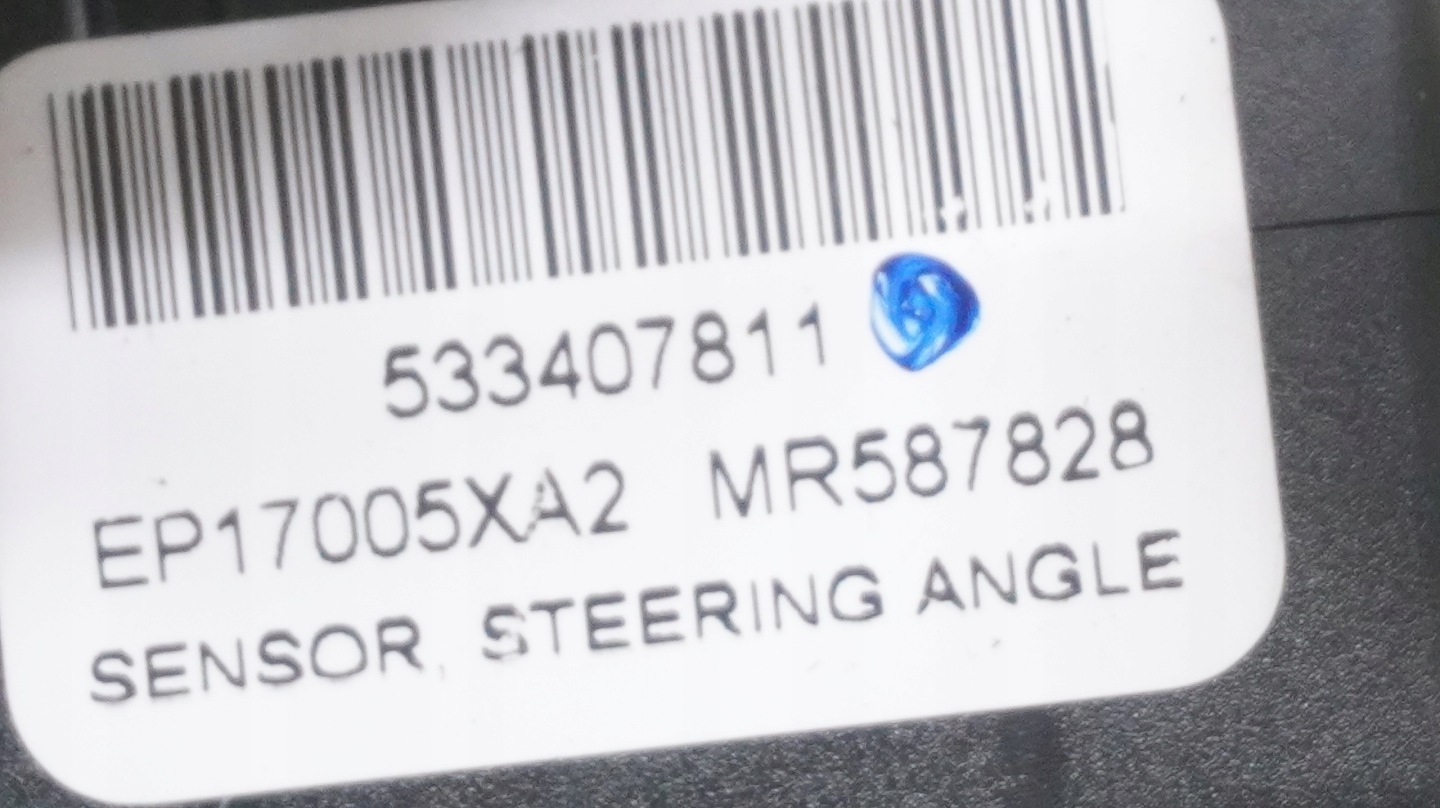 533407811
EP17005XA2 MR587828
SENSOR, STEERING ANGLE